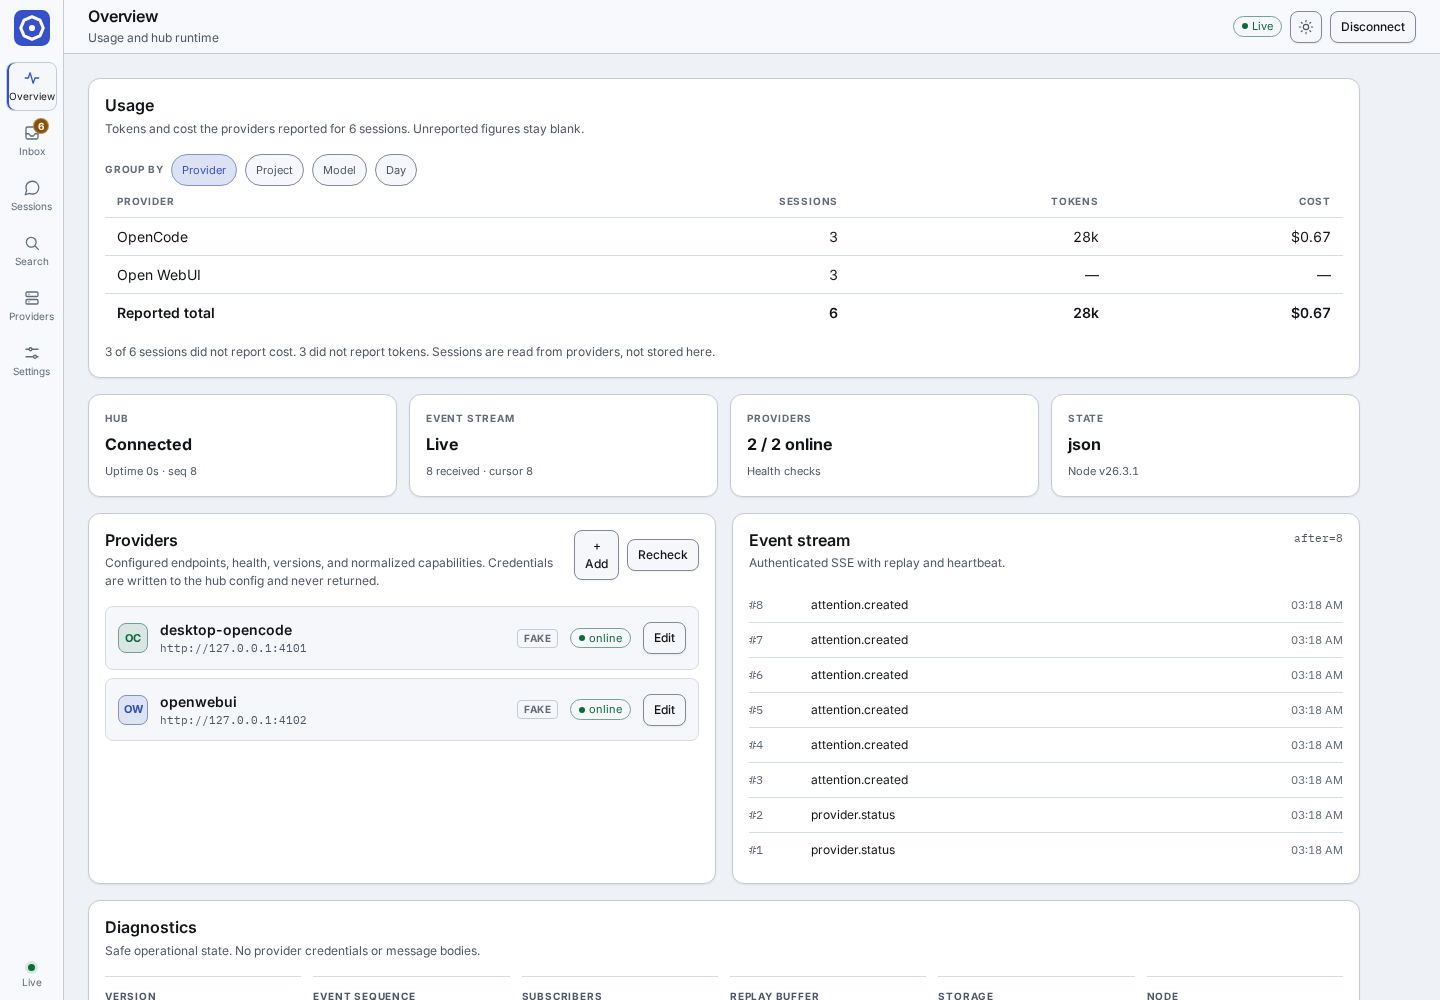 Overview
Usage and hub runtime
Live
Disconnect
Overview
6
Inbox
Sessions
Search
Providers
Settings
Live
Usage
Tokens and cost the providers reported for 6 sessions. Unreported figures stay blank.
GROUP BY Provider Project Model Day
PROVIDER SESSIONS TOKENS COST
OpenCode 3 28k $0.67
Open WebUI 3 — —
Reported total 6 28k $0.67
3 of 6 sessions did not report cost. 3 did not report tokens. Sessions are read from providers, not stored here.
HUB
Connected
Uptime 0s · seq 8
EVENT STREAM
Live
8 received · cursor 8
PROVIDERS
2 / 2 online
Health checks
STATE
json
Node v26.3.1
Providers
Configured endpoints, health, versions, and normalized capabilities. Credentials
are written to the hub config and never returned.
+
Add
Recheck
OC desktop-opencode
http://127.0.0.1:4101
FAKE online Edit
OW openwebui
http://127.0.0.1:4102
FAKE online Edit
Event stream
after=8
Authenticated SSE with replay and heartbeat.
#8 attention.created 03:18 AM
#7 attention.created 03:18 AM
#6 attention.created 03:18 AM
#5 attention.created 03:18 AM
#4 attention.created 03:18 AM
#3 attention.created 03:18 AM
#2 provider.status 03:18 AM
#1 provider.status 03:18 AM
Diagnostics
Safe operational state. No provider credentials or message bodies.
VERSION EVENT SEQUENCE SUBSCRIBERS REPLAY BUFFER STORAGE NODE